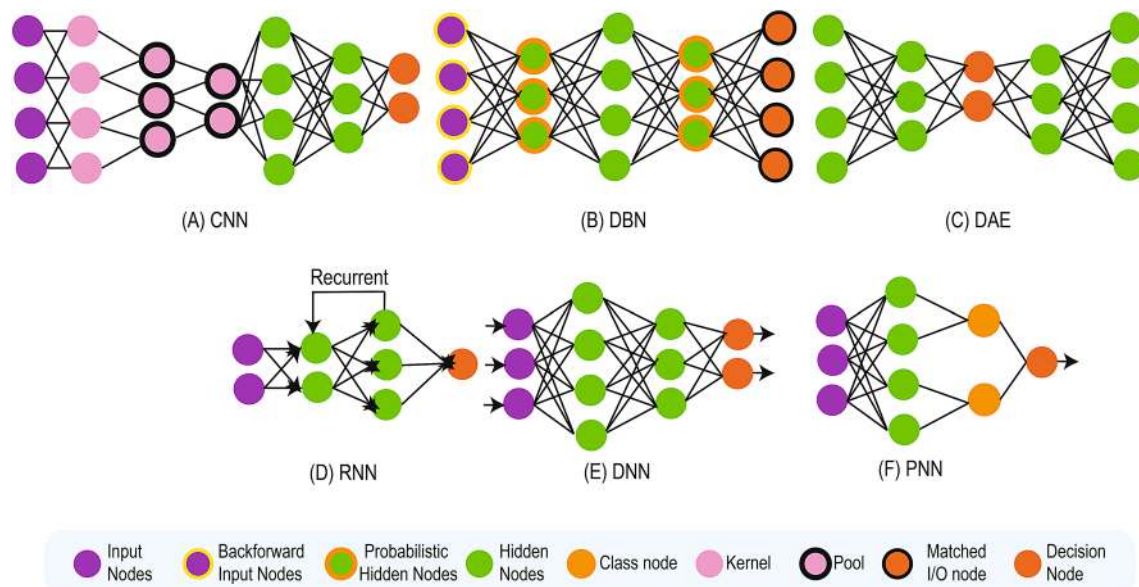 (A) CNN
(B) DBN
(C) DAE
Recurrent
(D) RNN
(E) DNN
(F) PNN
Input
Nodes
Backforward
Input Nodes
Probabilistic
Hidden Nodes
Hidden
Nodes
Class node
Kernel
Pool
Matched
I/O node
Decision
Node